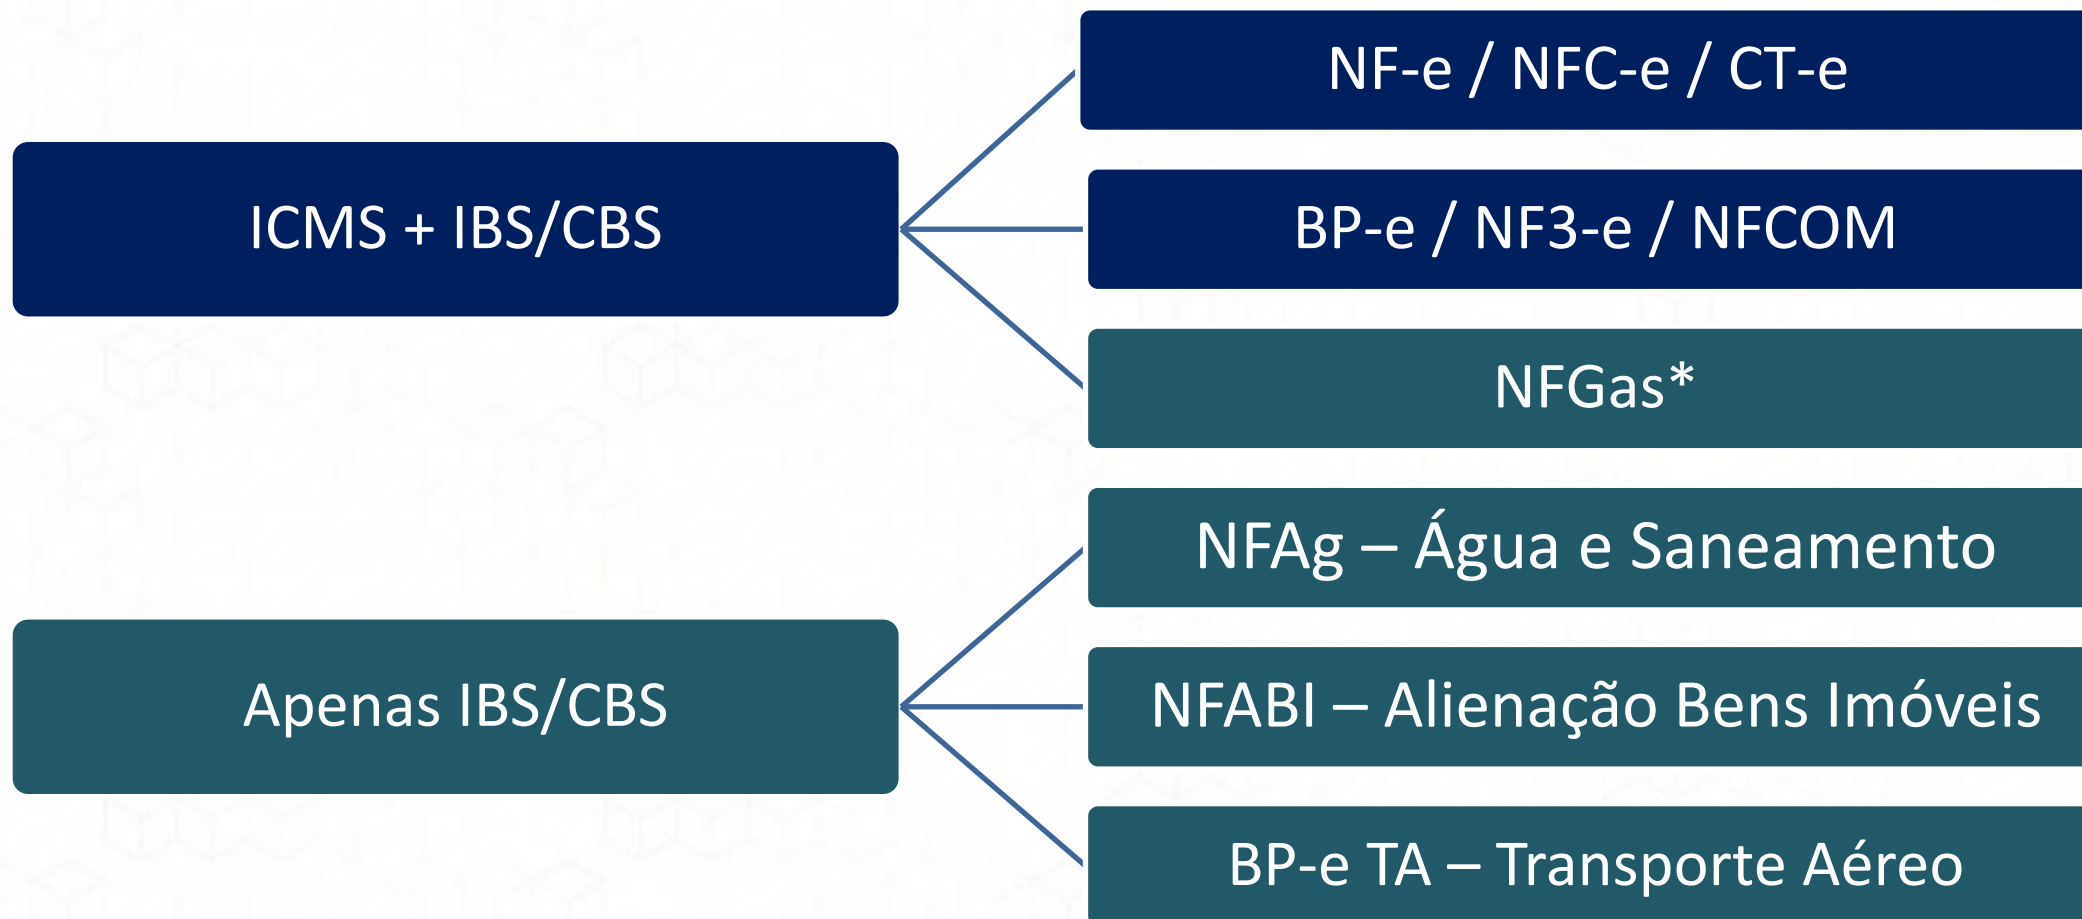 ICMS + IBS/CBS
NF-e / NFC-e / CT-e
BP-e / NF3-e / NFCOM
NFGas*
Apenas IBS/CBS
NFAg – Água e Saneamento
NFABI – Alienação Bens Imóveis
BP-e TA – Transporte Aéreo